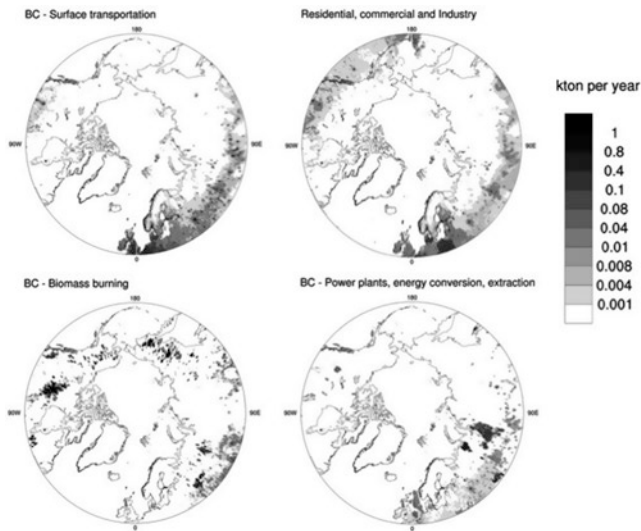 BC - Surface transportation
Residential, commercial and Industry
180
180
kton per year
1
0.8
0.4
0.1
0.08
0.04
0.01
0.008
0.004
0.001
90W
90E
90W
90E
0
0
BC - Biomass burning
BC - Power plants, energy conversion, extraction
180
180
90W
90E
90W
90E
0
0